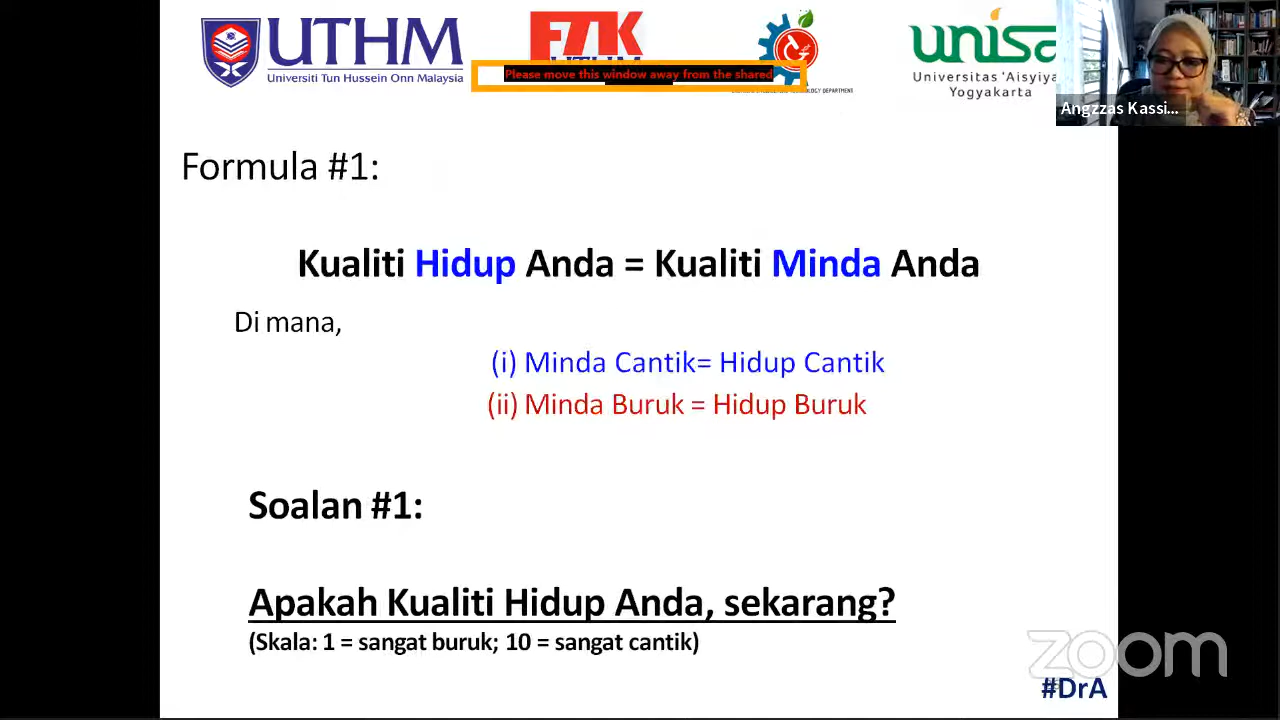 UTHM
Universiti Tun Hussein Onn Malaysia
Please move this window away from the shared
unisa
Universitas 'Aisyiya
Yogyakarta
Angzzas Kassi...
Formula #1:
Kualiti Hidup Anda = Kualiti Minda Anda
Di mana,
(i) Minda Cantik= Hidup Cantik
(ii) Minda Buruk = Hidup Buruk
Soalan #1:
Apakah Kualiti Hidup Anda, sekarang?
(Skala: 1 = sangat buruk; 10 = sangat cantik)
zoom
#DrA